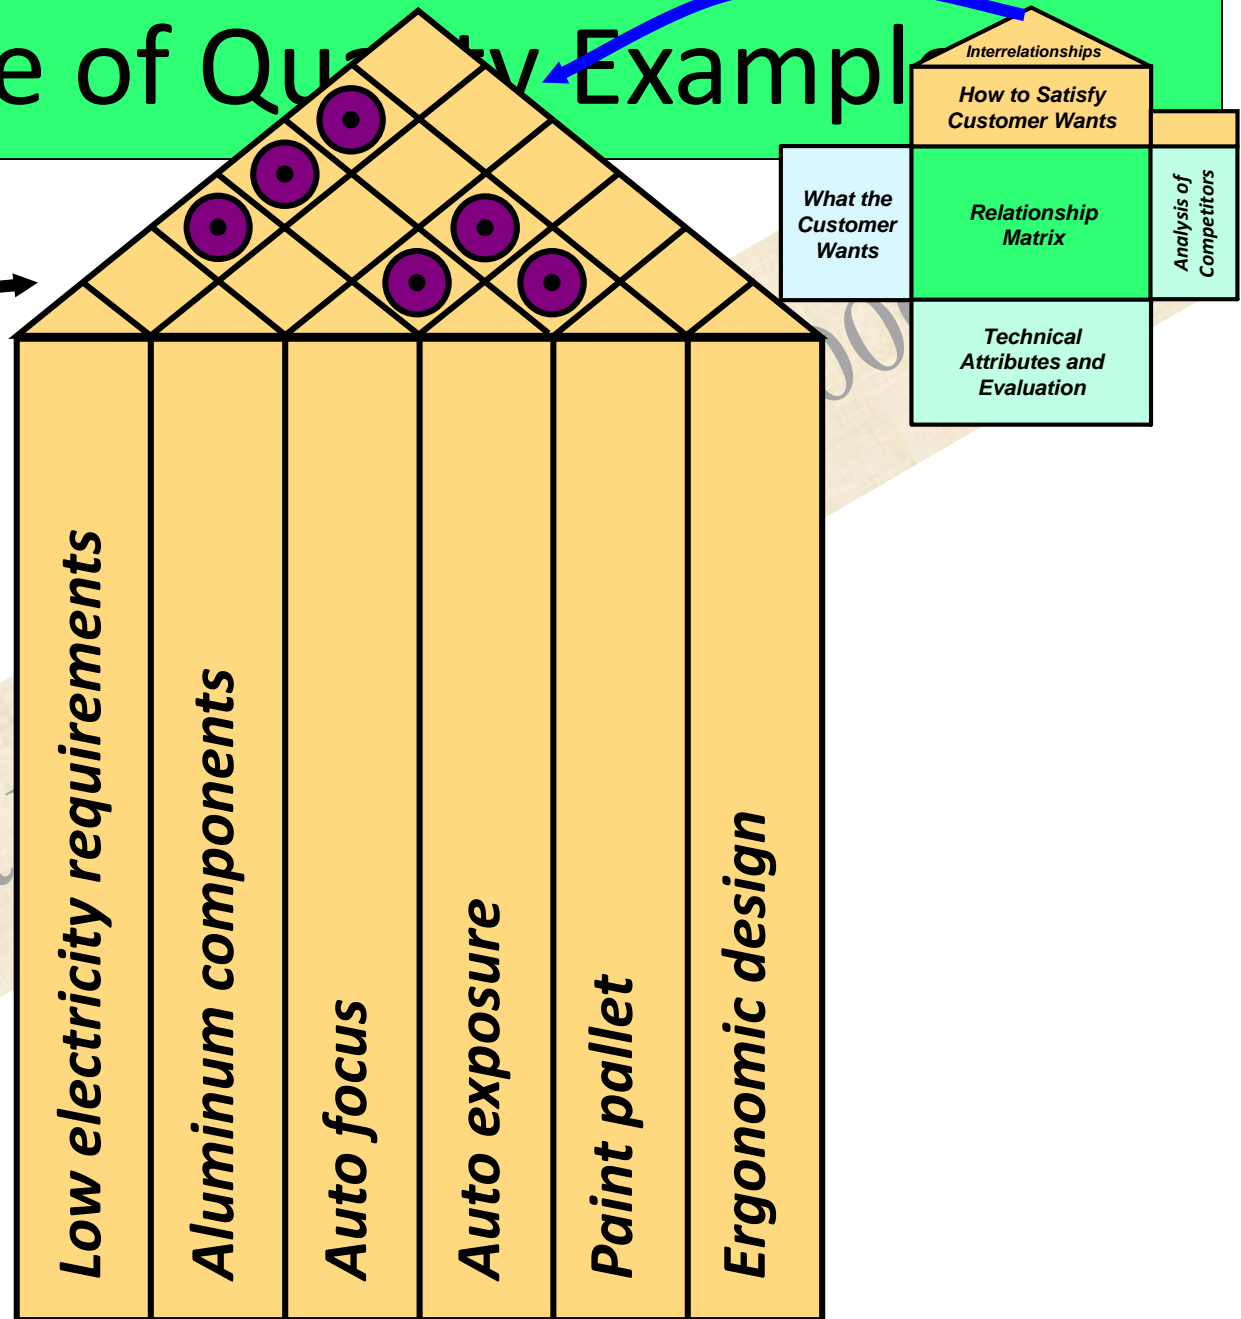 e of Qu y Exampl
Interrelationships
How to Satisfy
Customer Wants
What the
Customer
Wants
Relationship
Matrix
Analysis of
Competitors
Technical
Attributes and
Evaluation
Low electricity requirements
Aluminum components
Auto focus
Auto exposure
Paint pallet
Ergonomic design